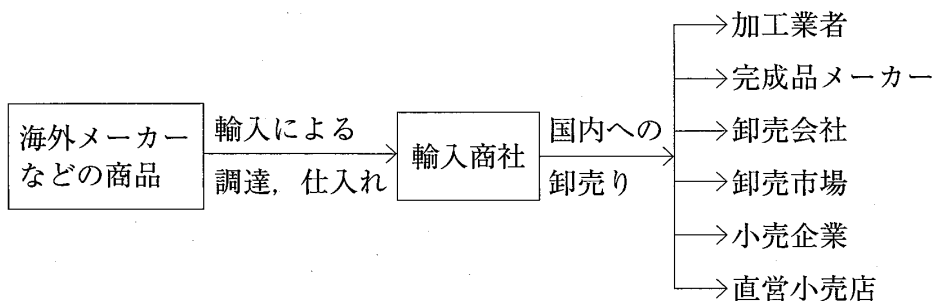 海外メーカー
などの商品
輸入による
調達，仕入れ
輸入商社
国内への
卸売り
加工業者
完成品メーカー
卸売会社
卸売市場
小売企業
直営小売店